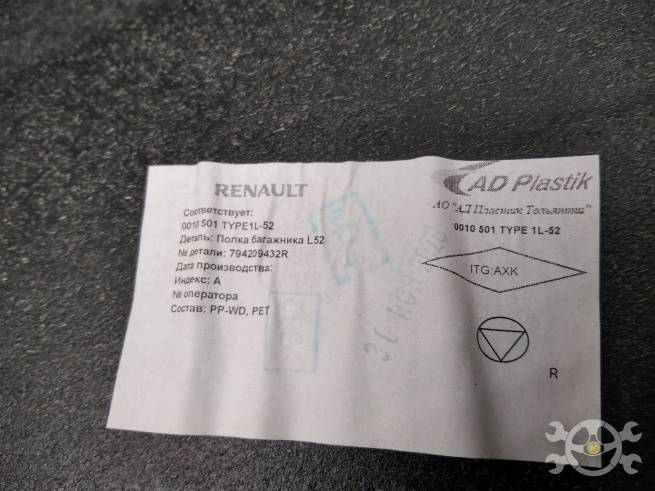 RENAULT
Соответствует:
0010 501 TYPE1L-52
Деталь: Полка багажника L52
№ детали: 794209432R
Дата производства:
Индекс: A
№ оператора
Состав: PP-WD, PET
AD Plastik
АО "АД Пластик Тольятти"
0010 501 TYPE 1L-52
ITG:AXK
R